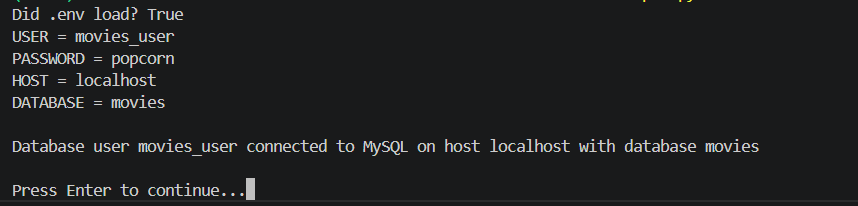 Did .env load? True
USER = movies_user
PASSWORD = popcorn
HOST = localhost
DATABASE = movies
Database user movies_user connected to MySQL on host localhost with database movies
Press Enter to continue...